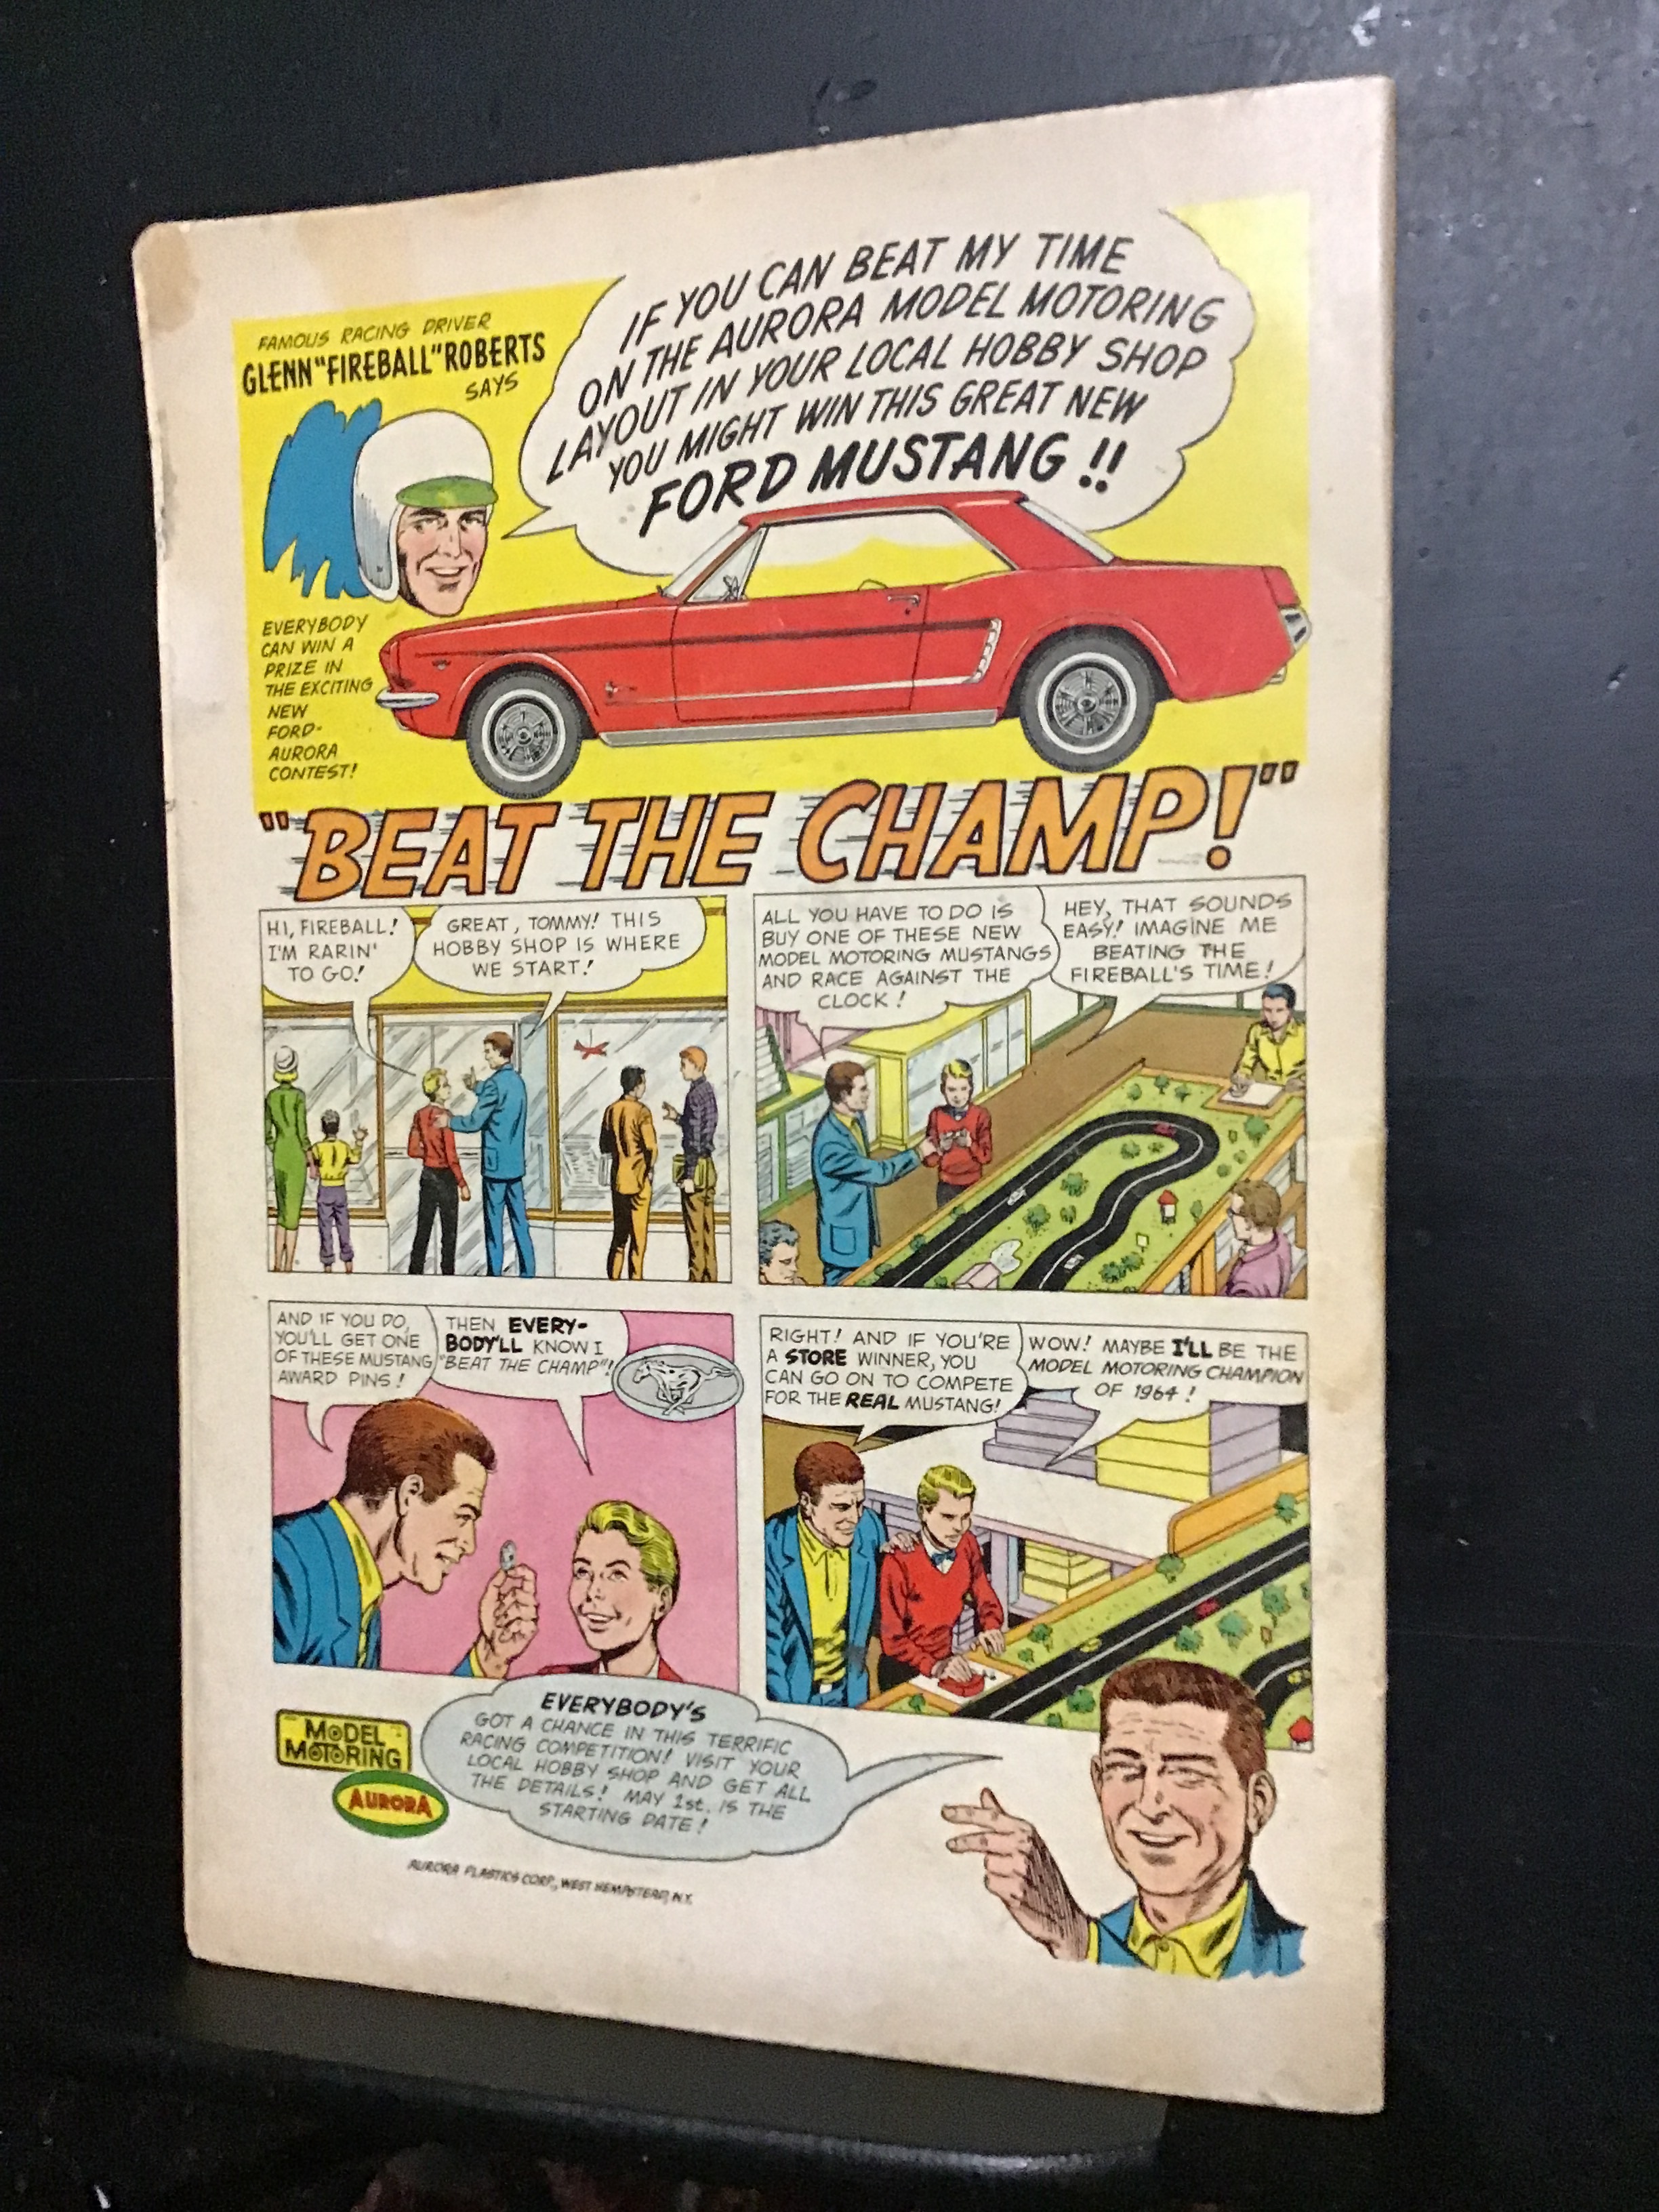 FAMOUS RACING DRIVER
GLENN "FIREBALL" ROBERTS
SAYS
IF YOU CAN BEAT MY TIME
ON THE AURORA MODEL MOTORING
LAYOUT IN YOUR LOCAL HOBBY SHOP
YOU MIGHT WIN THIS GREAT NEW
FORD MUSTANG!!
EVERYBODY
CAN WIN A
PRIZE IN
THE EXCITING
NEW
FORD-
AURORA
CONTEST!
"BEAT THE CHAMP!"
HI, FIREBALL!
I'M RARIN'
TO GO!
GREAT, TOMMY! THIS
HOBBY SHOP IS WHERE
WE START!
ALL YOU HAVE TO DO IS
BUY ONE OF THESE NEW
MODEL MOTORING MUSTANGS
AND RACE AGAINST THE
CLOCK!
HEY, THAT SOUNDS
EASY! IMAGINE ME
BEATING THE
FIREBALL'S TIME!
AND IF YOU DO,
YOU'LL GET ONE
OF THESE MUSTANG
AWARD PINS!
THEN EVERY-
BODY'LL KNOW I
"BEAT THE CHAMP"!
RIGHT! AND IF YOU'RE
A STORE WINNER, YOU
CAN GO ON TO COMPETE
FOR THE REAL MUSTANG!
WOW! MAYBE I'LL BE THE
MODEL MOTORING CHAMPION
OF 1964!
MODEL
MOTORING
AURORA
EVERYBODY'S
GOT A CHANCE IN THIS TERRIFIC
RACING COMPETITION! VISIT YOUR
LOCAL HOBBY SHOP AND GET ALL
THE DETAILS! MAY 1st. IS THE
STARTING DATE!
AURORA PLASTICS CORP., WEST HEMPSTEAD, N.Y.